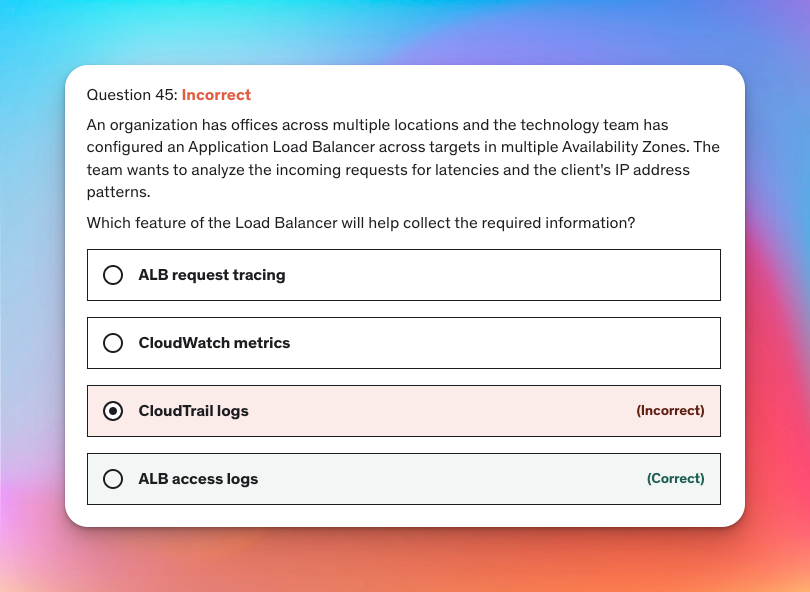 Question 45: Incorrect
An organization has offices across multiple locations and the technology team has
configured an Application Load Balancer across targets in multiple Availability Zones. The
team wants to analyze the incoming requests for latencies and the client's IP address
patterns.
Which feature of the Load Balancer will help collect the required information?
ALB request tracing
CloudWatch metrics
CloudTrail logs (Incorrect)
ALB access logs (Correct)